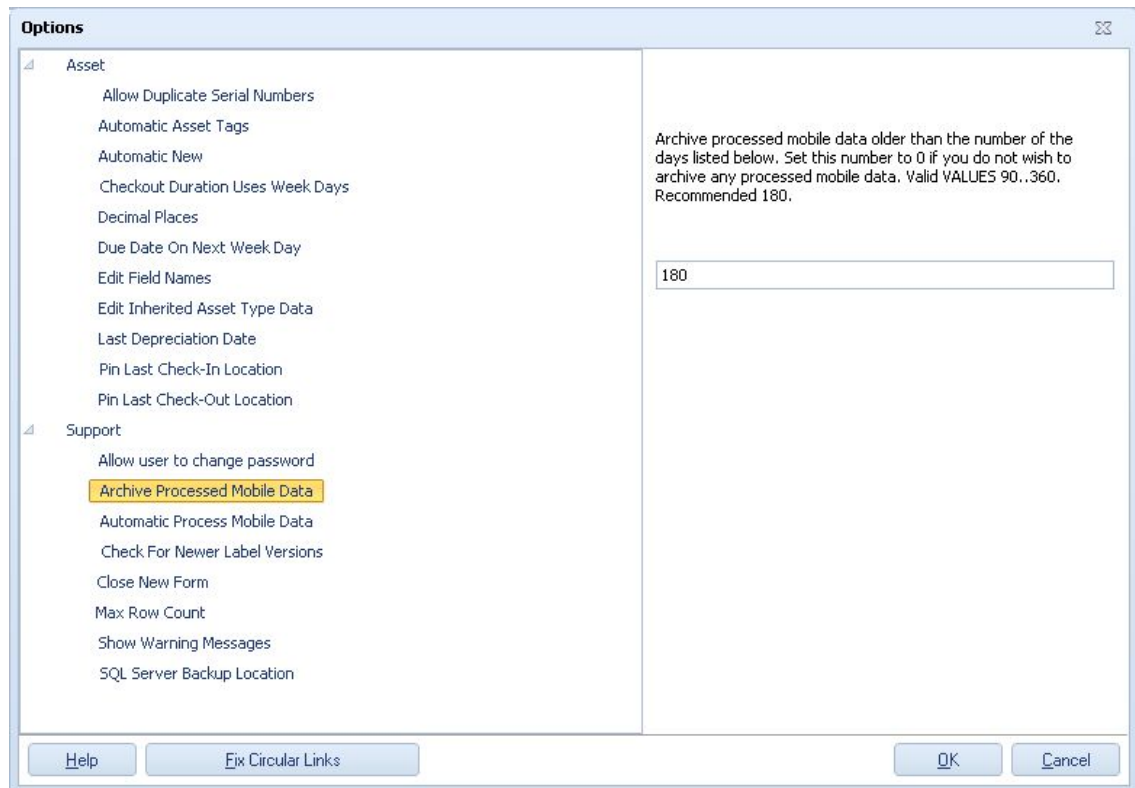 Options
Asset
Allow Duplicate Serial Numbers
Automatic Asset Tags
Automatic New
Checkout Duration Uses Week Days
Decimal Places
Due Date On Next Week Day
Edit Field Names
Edit Inherited Asset Type Data
Last Depreciation Date
Pin Last Check-In Location
Pin Last Check-Out Location
Support
Allow user to change password
Archive Processed Mobile Data
Automatic Process Mobile Data
Check For Newer Label Versions
Close New Form
Max Row Count
Show Warning Messages
SQL Server Backup Location
Archive processed mobile data older than the number of the
days listed below. Set this number to 0 if you do not wish to
archive any processed mobile data. Valid VALUES 90..360.
Recommended 180.
180
Help
Fix Circular Links
OK
Cancel